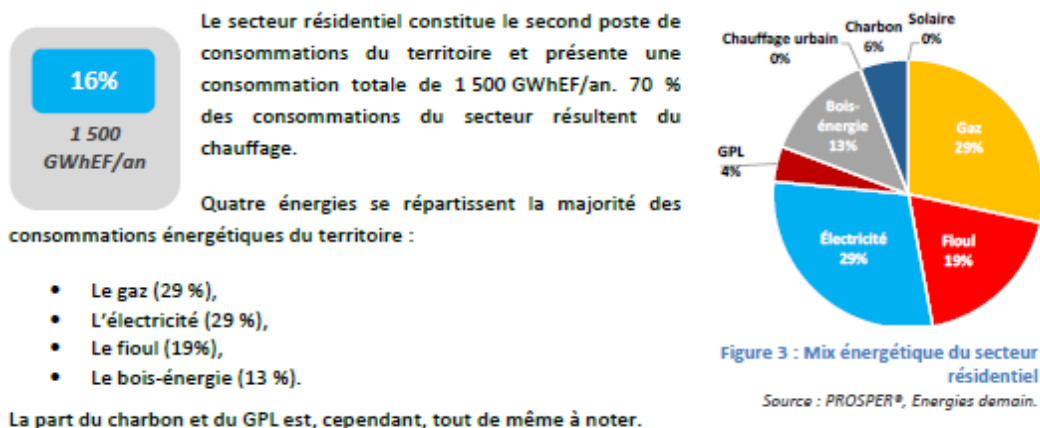 16%
1 500
GWhEF/an
Le secteur résidentiel constitue le second poste de
consommations du territoire et présente une
consommation totale de 1 500 GWhEF/an. 70 %
des consommations du secteur résultent du
chauffage.
Quatre énergies se répartissent la majorité des
consommations énergétiques du territoire :
• Le gaz (29 %),
• L'électricité (29 %),
• Le fioul (19%),
• Le bois-énergie (13 %).
La part du charbon et du GPL est, cependant, tout de même à noter.
Chauffage urbain
0%
Charbon
6%
Solaire
0%
Bois-
énergie
13%
Gaz
29%
GPL
4%
Électricité
29%
Fioul
19%
Figure 3 : Mix énergétique du secteur
résidentiel
Source : PROSPER®, Energies demain.